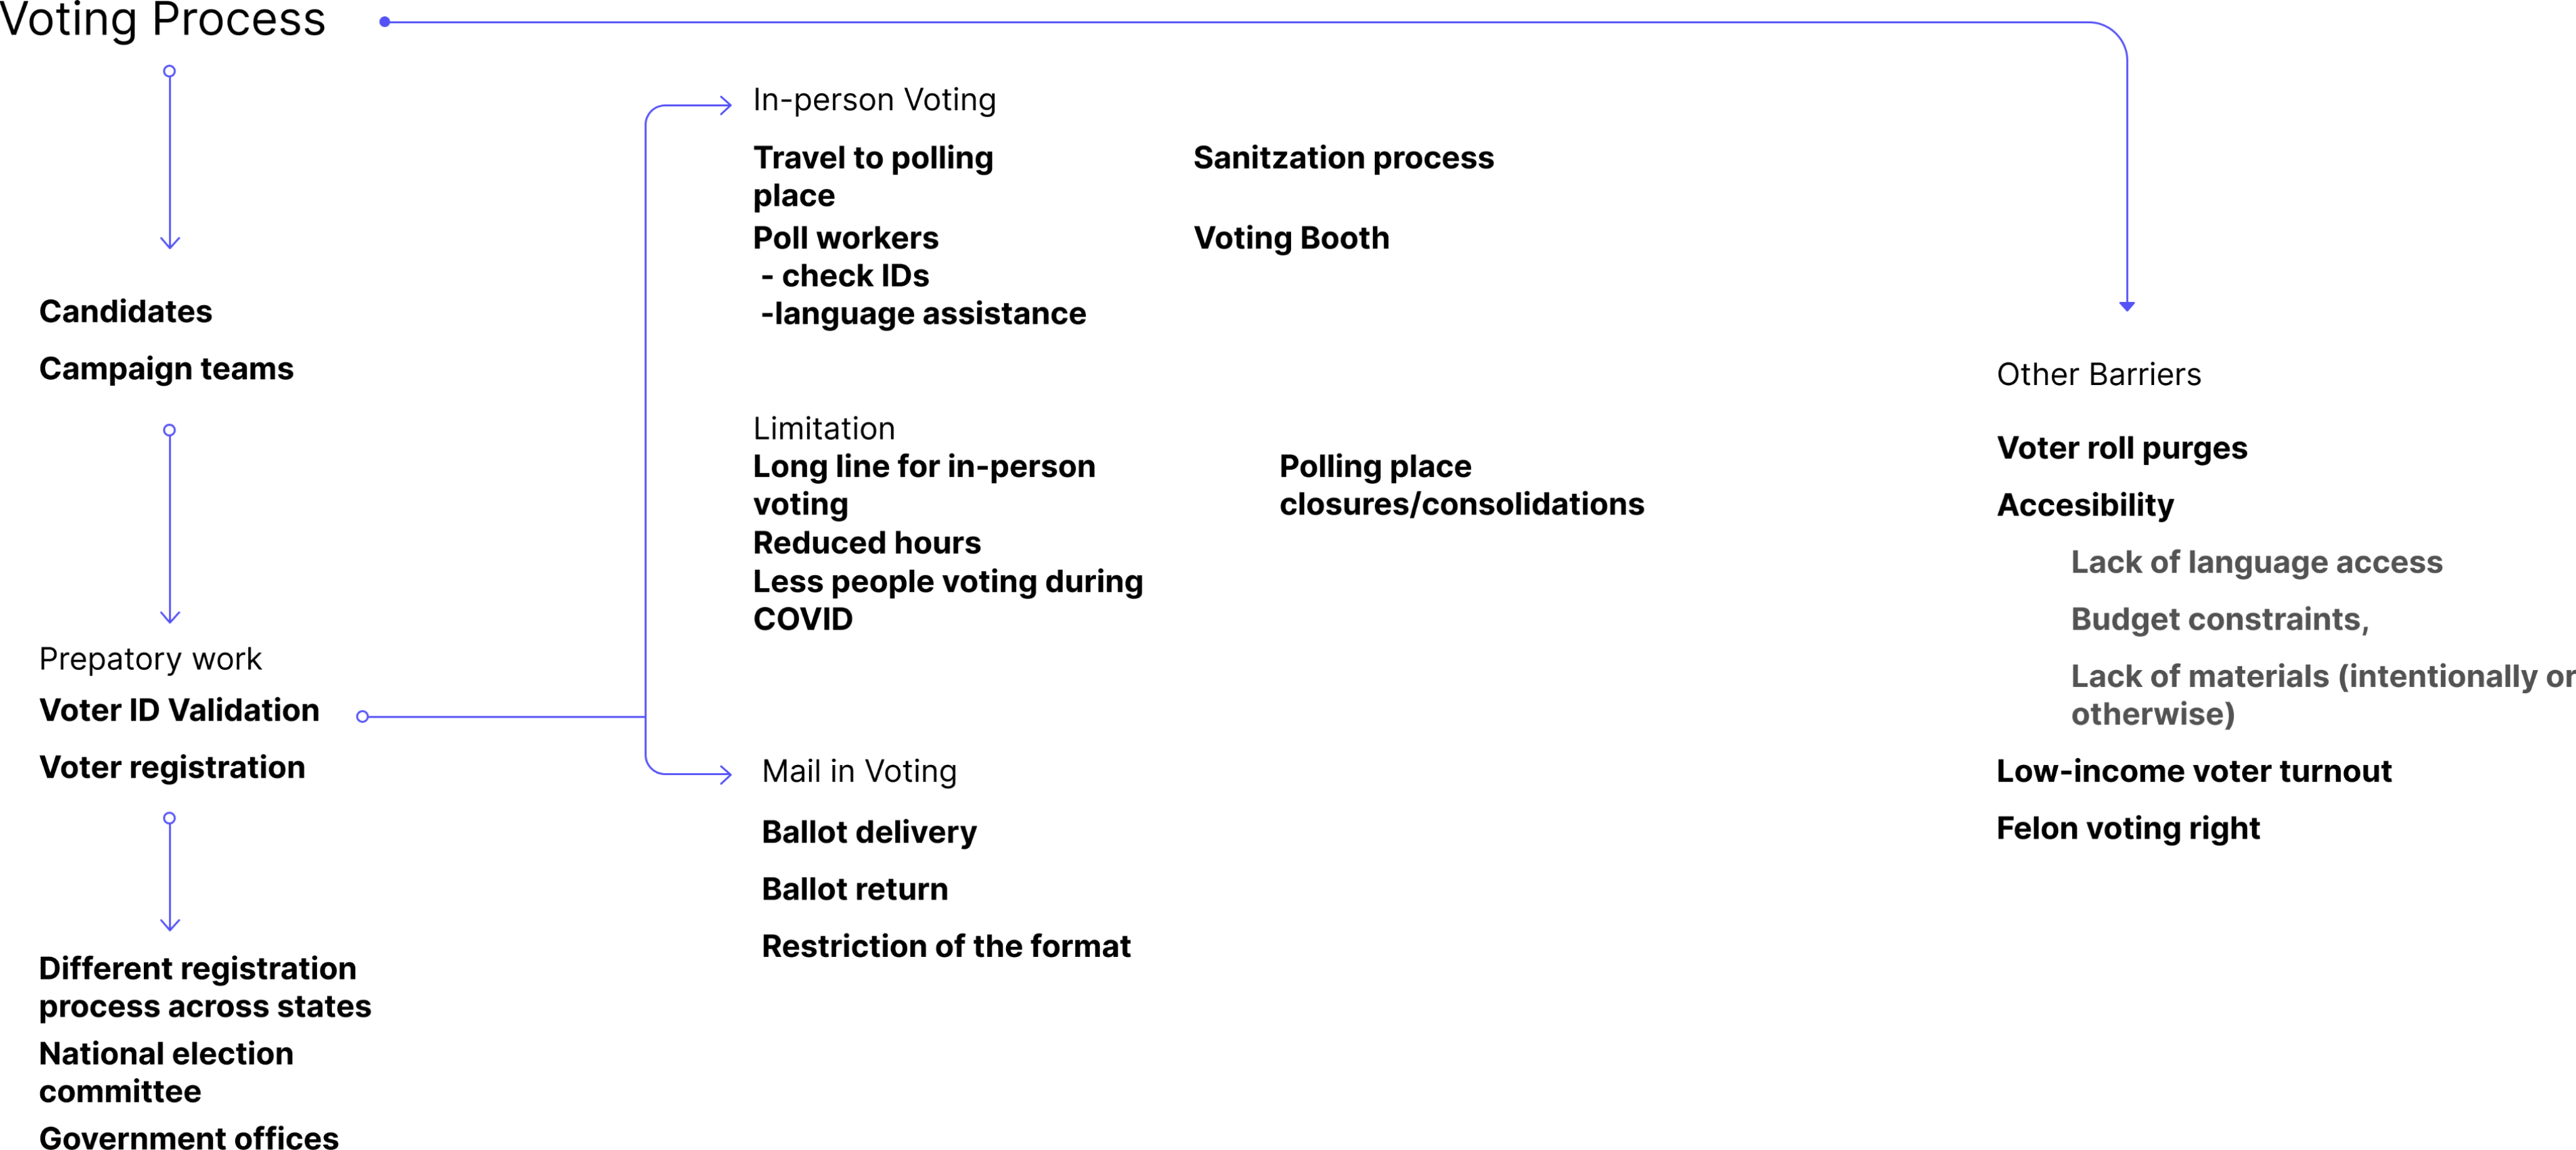 Voting Process
Candidates
Campaign teams
Prepatory work
Voter ID Validation
Voter registration
Different registration
process across states
National election
committee
Government offices
In-person Voting
Travel to polling
place
Poll workers
- check IDs
-language assistance
Sanitzation process
Voting Booth
Limitation
Long line for in-person
voting
Reduced hours
Less people voting during
COVID
Polling place
closures/consolidations
Mail in Voting
Ballot delivery
Ballot return
Restriction of the format
Other Barriers
Voter roll purges
Accesibility
Lack of language access
Budget constraints,
Lack of materials (intentionally or
otherwise)
Low-income voter turnout
Felon voting right